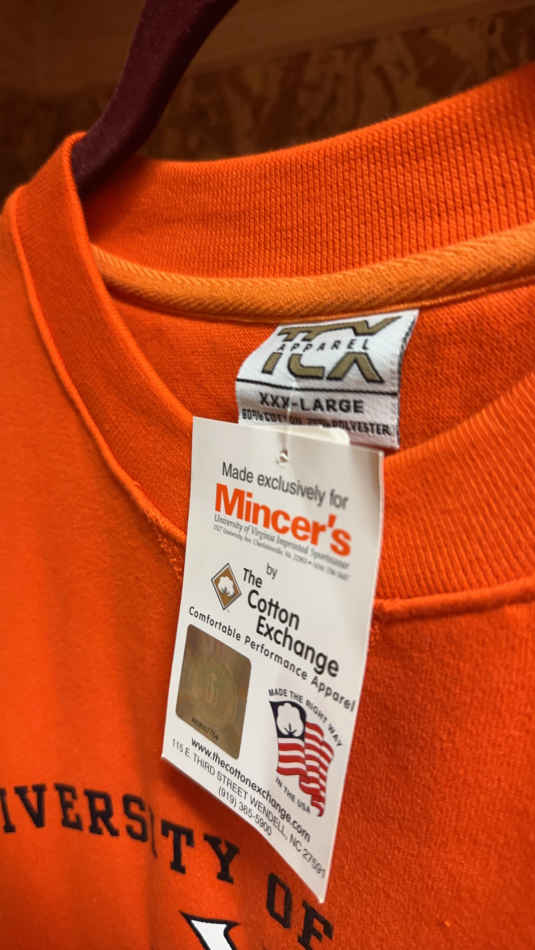 TCX
APPAREL
XXX-LARGE
POLYESTER
Made exclusively for
Mincer's
University of Virginia Imprinted Sportswear
by
The
Cotton
Exchange
Comfortable Performance Apparel
MADE THE RIGHT WAY
IN THE USA
www.thecottonexchange.com
115 E. THIRD STREET WENDELL, NC 27591
(919) 365-5900
IVERSITY OF